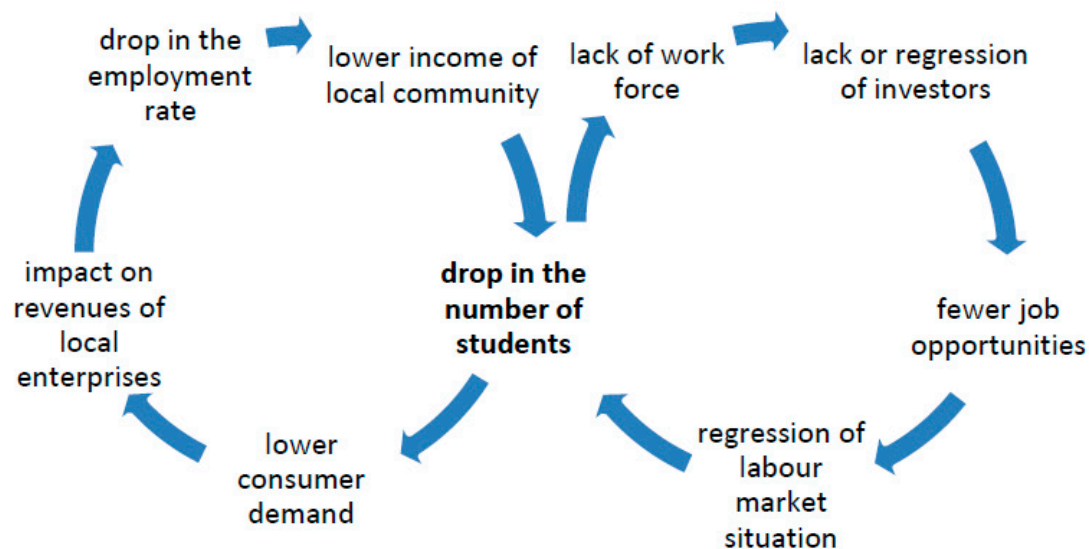 drop in the
employment
rate
lower income of
local community
lack of work
force
lack or regression
of investors
impact on
revenues of
local
enterprises
drop in the
number of
students
fewer job
opportunities
lower
consumer
demand
regression of
labour
market
situation